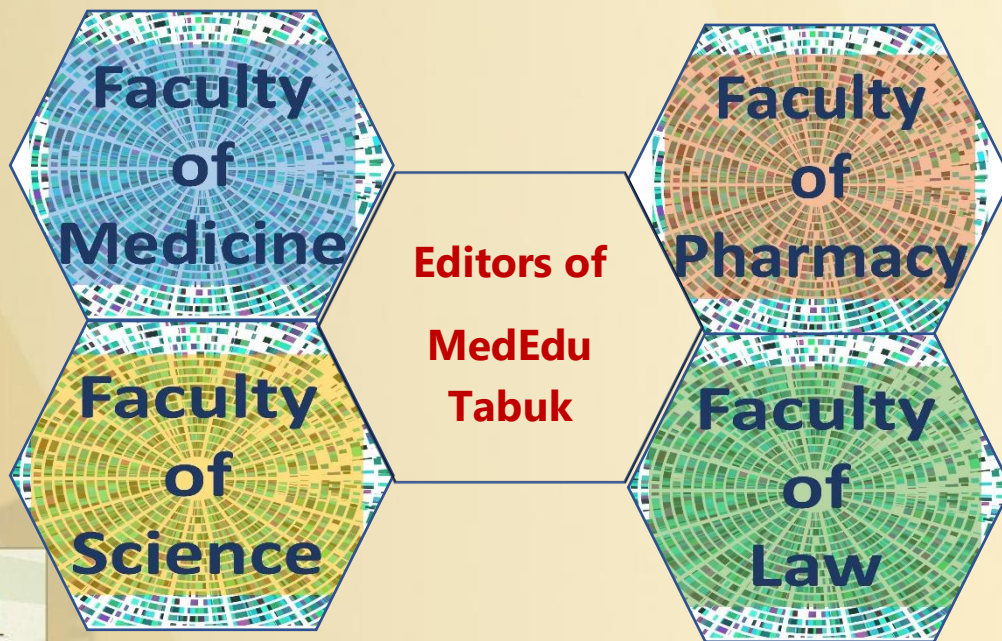 Faculty
of
Medicine
Faculty
of
Pharmacy
Editors of
MedEdu
Tabuk
Faculty
of
Science
Faculty
of
Law